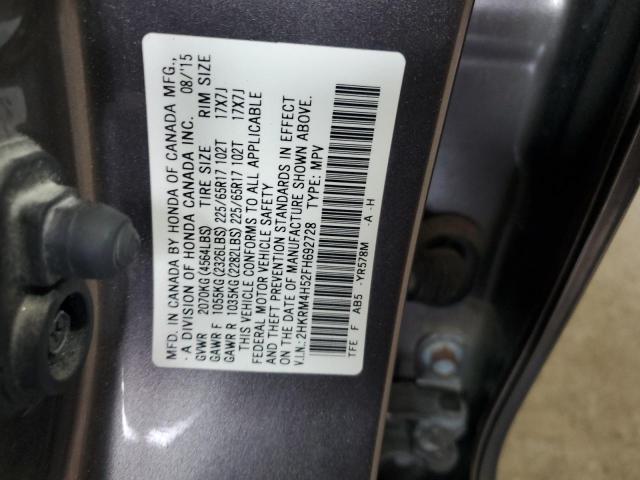 MFD. IN CANADA BY HONDA OF CANADA MFG.,
- A DIVISION OF HONDA CANADA INC. 08/15
GVWR 2070KG (4564LBS) TIRE SIZE RIM SIZE
GAWR F 1055KG (2326LBS) 225/65R17 102T 17X7J
GAWR R 1035KG (2282LBS) 225/65R17 102T 17X7J
THIS VEHICLE CONFORMS TO ALL APPLICABLE
FEDERAL MOTOR VEHICLE SAFETY
AND THEFT PREVENTION STANDARDS IN EFFECT
ON THE DATE OF MANUFACTURE SHOWN ABOVE.
V.I.N.: 2HKRM4H52FH692728 TYPE: MPV
TFE F AB5 -YR578M -A -H